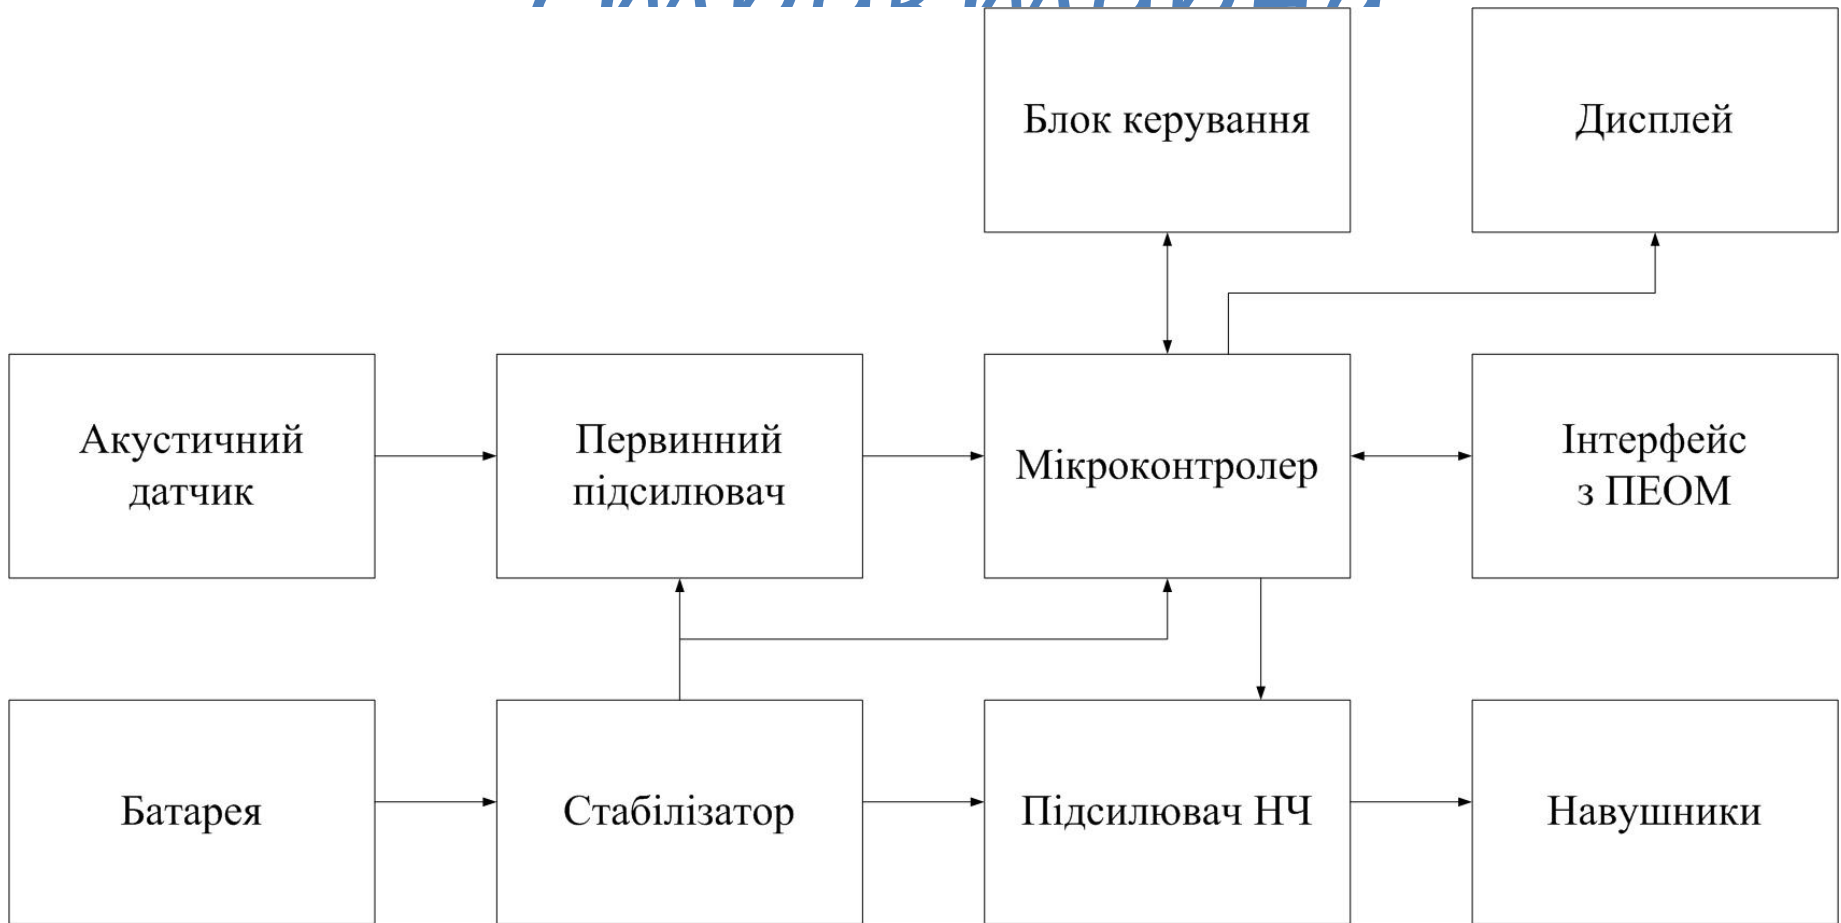 Блок керування
Дисплей
Акустичний
датчик
Первинний
підсилювач
Мікроконтролер
Інтерфейс
з ПЕОМ
Батарея
Стабілізатор
Підсилювач НЧ
Навушники